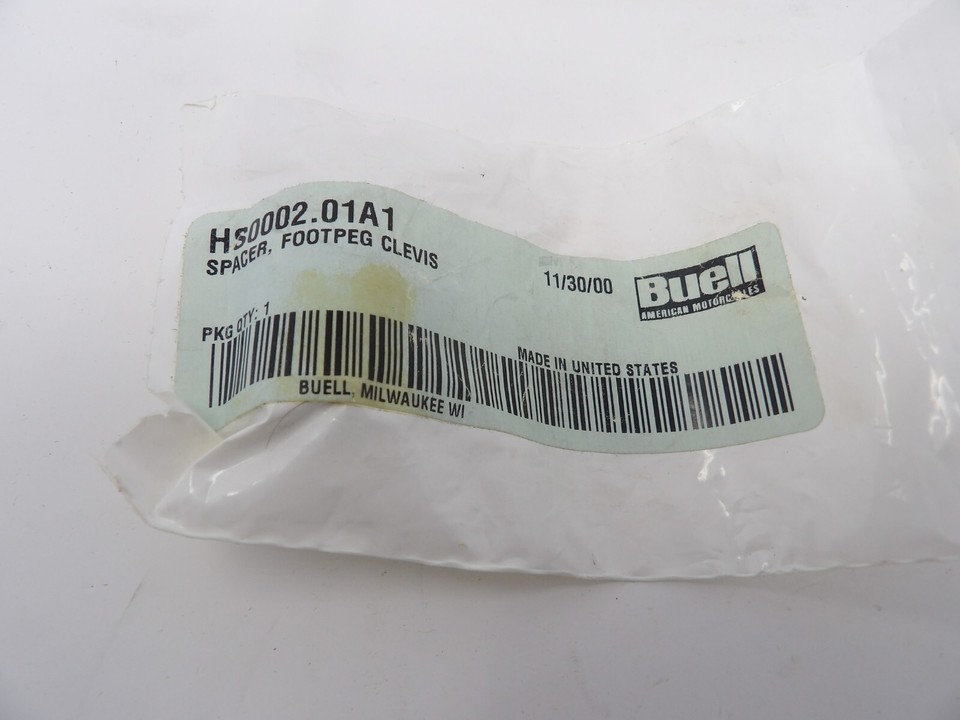 HS0002.01A1
SPACER, FOOTPEG CLEVIS
11/30/00
Buell
AMERICAN MOTORCYCLES
PKG QTY: 1
MADE IN UNITED STATES
BUELL, MILWAUKEE WI